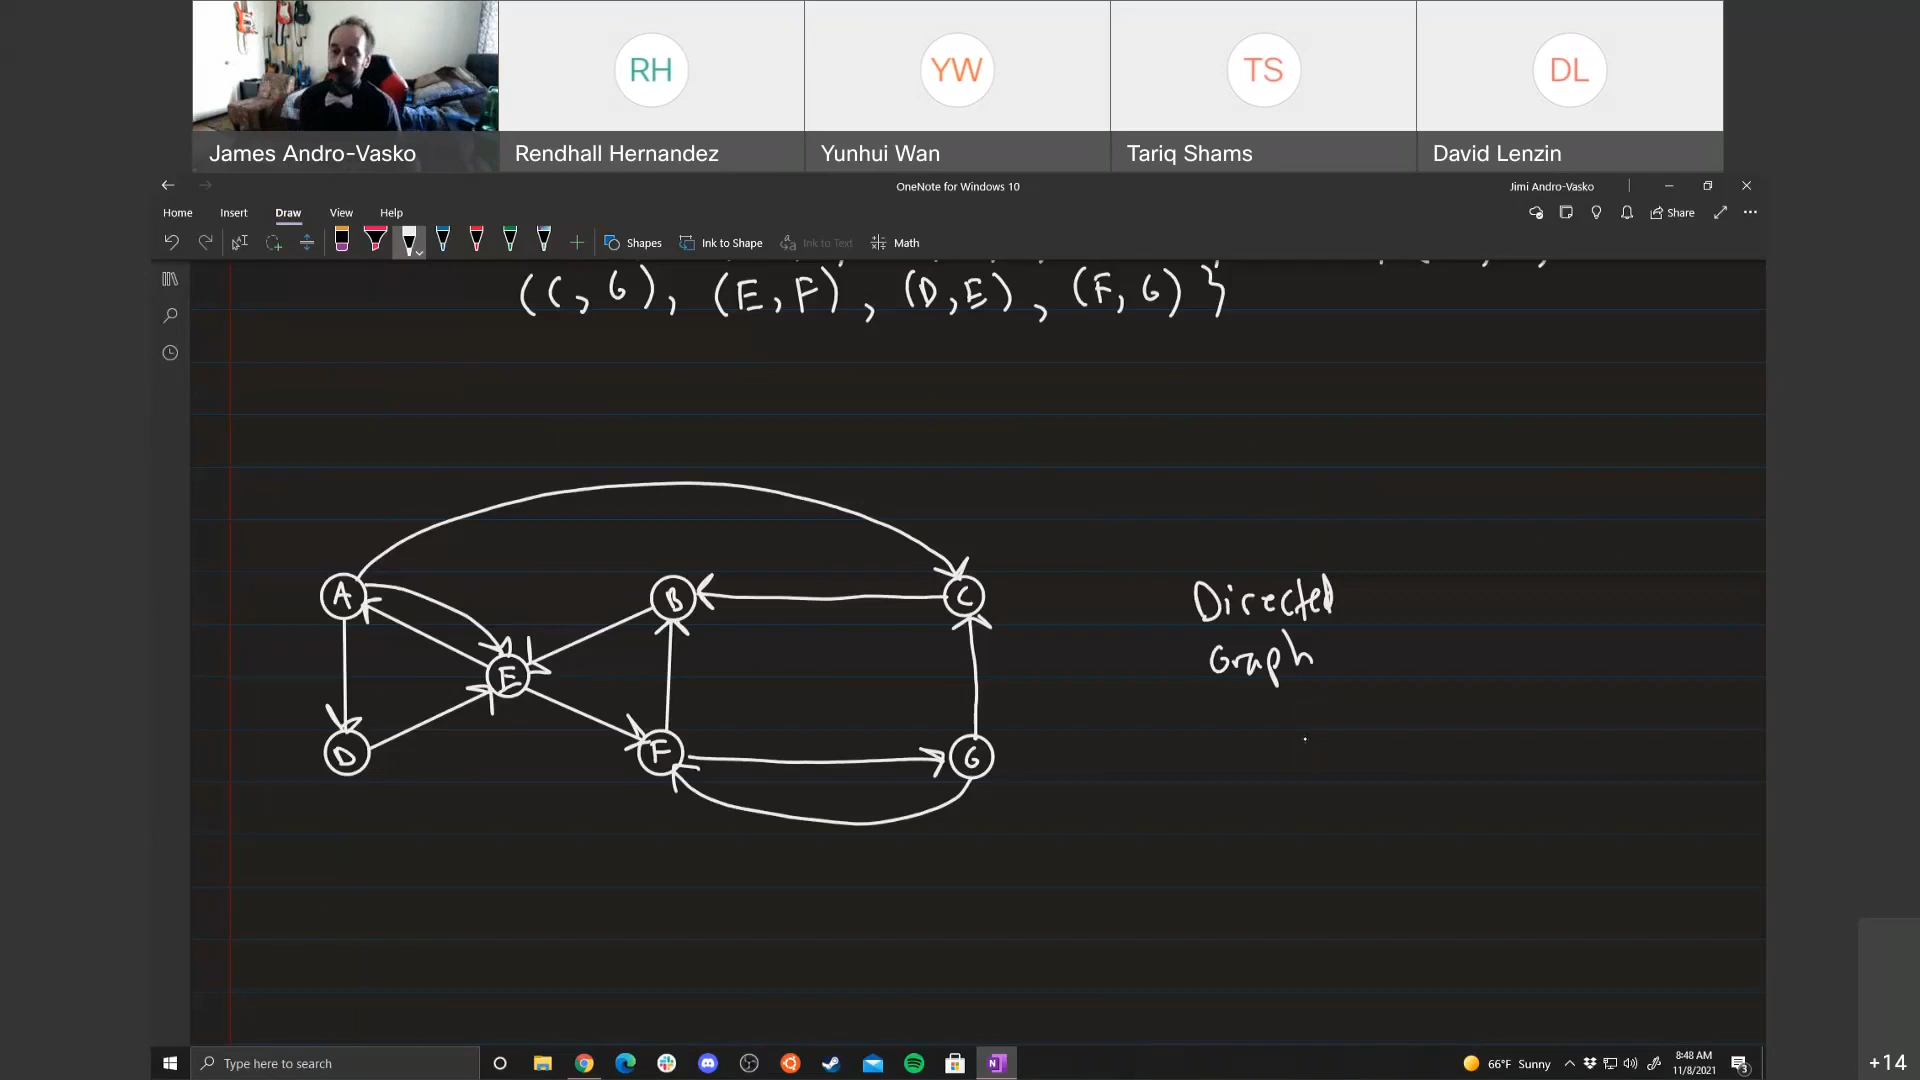 RH
YW
TS
DL
James Andro-Vasko
Rendhall Hernandez
Yunhui Wan
Tariq Shams
David Lenzin
OneNote for Windows 10
Jimi Andro-Vasko
Home Insert Draw View Help
Share
Shapes Ink to Shape Ink to Text Math
(C, G), (E, F), (D, E), (F, G) }
A B C
Directed
Graph
E
D F G
Type here to search
66°F Sunny
8:48 AM
11/8/2021
3
+14